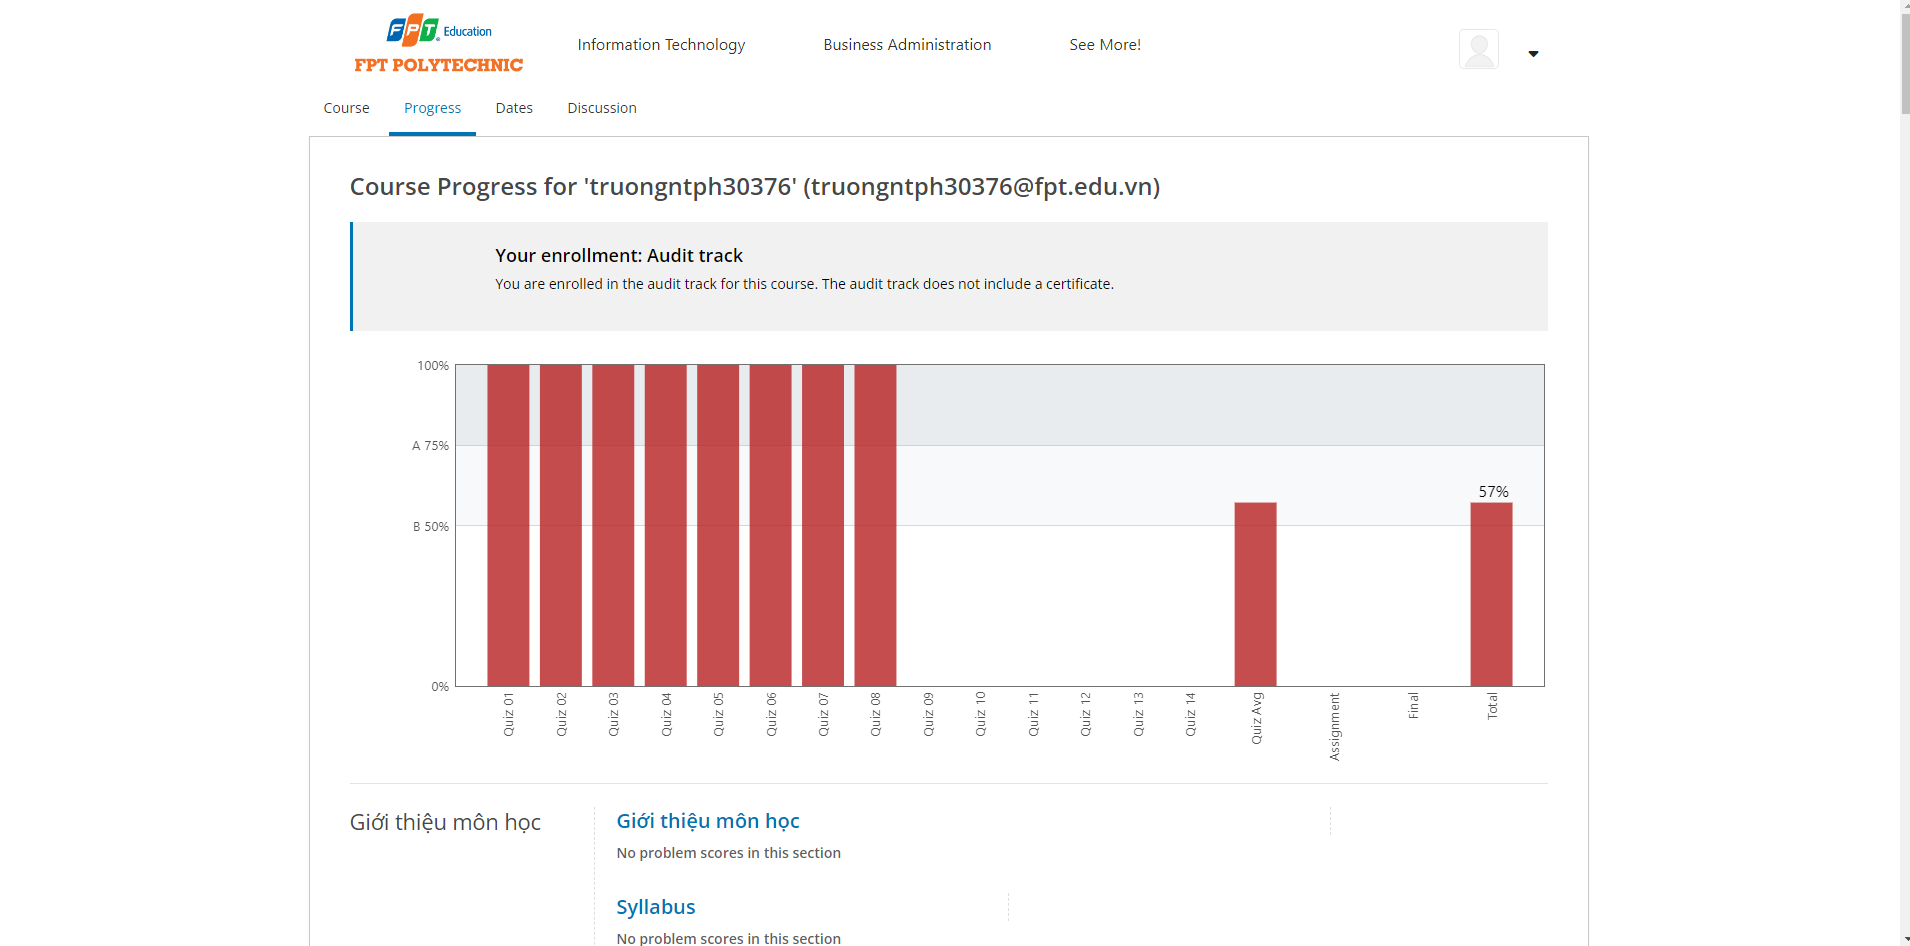 FPT Education
FPT POLYTECHNIC
Information Technology
Business Administration
See More!
Course
Progress
Dates
Discussion
Course Progress for 'truongntph30376' (truongntph30376@fpt.edu.vn)
Your enrollment: Audit track
You are enrolled in the audit track for this course. The audit track does not include a certificate.
100%
A 75%
B 50%
0%
57%
Quiz 01
Quiz 02
Quiz 03
Quiz 04
Quiz 05
Quiz 06
Quiz 07
Quiz 08
Quiz 09
Quiz 10
Quiz 11
Quiz 12
Quiz 13
Quiz 14
Quiz Avg
Assignment
Final
Total
Giới thiệu môn học
Giới thiệu môn học
No problem scores in this section
Syllabus
No problem scores in this section